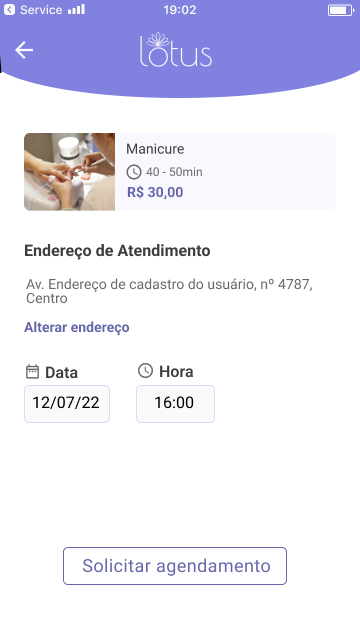 Service
19:02
lotus
Manicure
40 - 50min
R$ 30,00
Endereço de Atendimento
Av. Endereço de cadastro do usuário, nº 4787,
Centro
Alterar endereço
Data
Hora
12/07/22
16:00
Solicitar agendamento